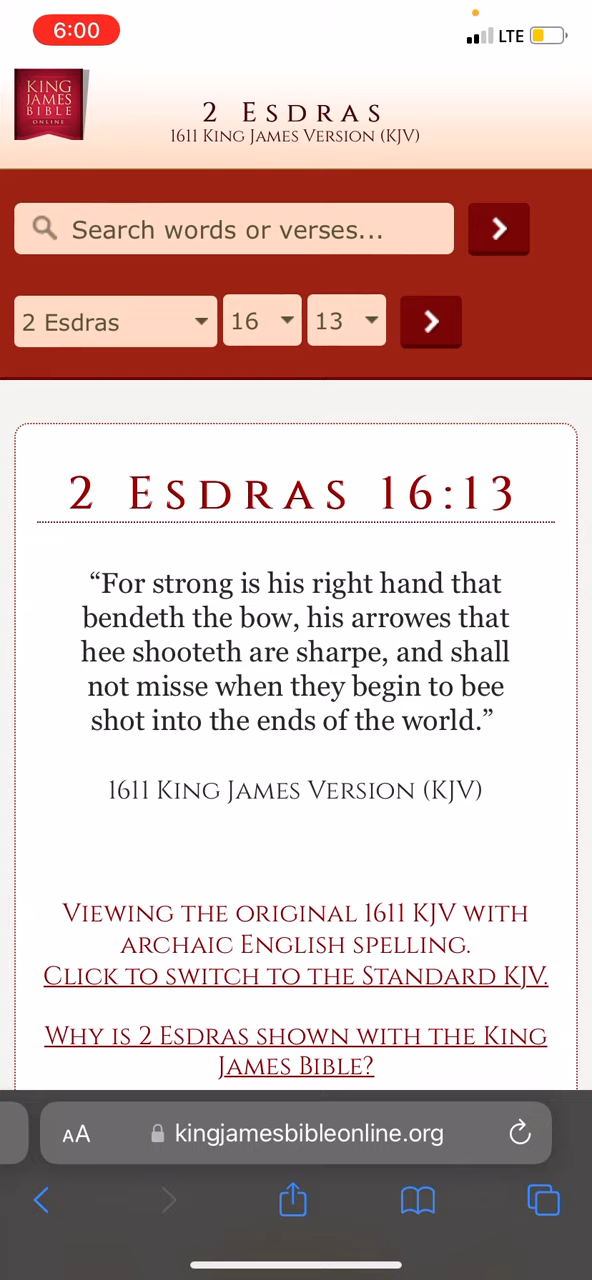 6:00
LTE
KING
JAMES
BIBLE
ONLINE
2 ESDRAS
1611 KING JAMES VERSION (KJV)
Search words or verses...
2 Esdras 16 13
2 ESDRAS 16:13
“For strong is his right hand that
bendeth the bow, his arrowes that
hee shooteth are sharpe, and shall
not misse when they begin to bee
shot into the ends of the world.”
1611 KING JAMES VERSION (KJV)
VIEWING THE ORIGINAL 1611 KJV WITH
ARCHAIC ENGLISH SPELLING.
CLICK TO SWITCH TO THE STANDARD KJV.
WHY IS 2 ESDRAS SHOWN WITH THE KING
JAMES BIBLE?
AA kingjamesbibleonline.org